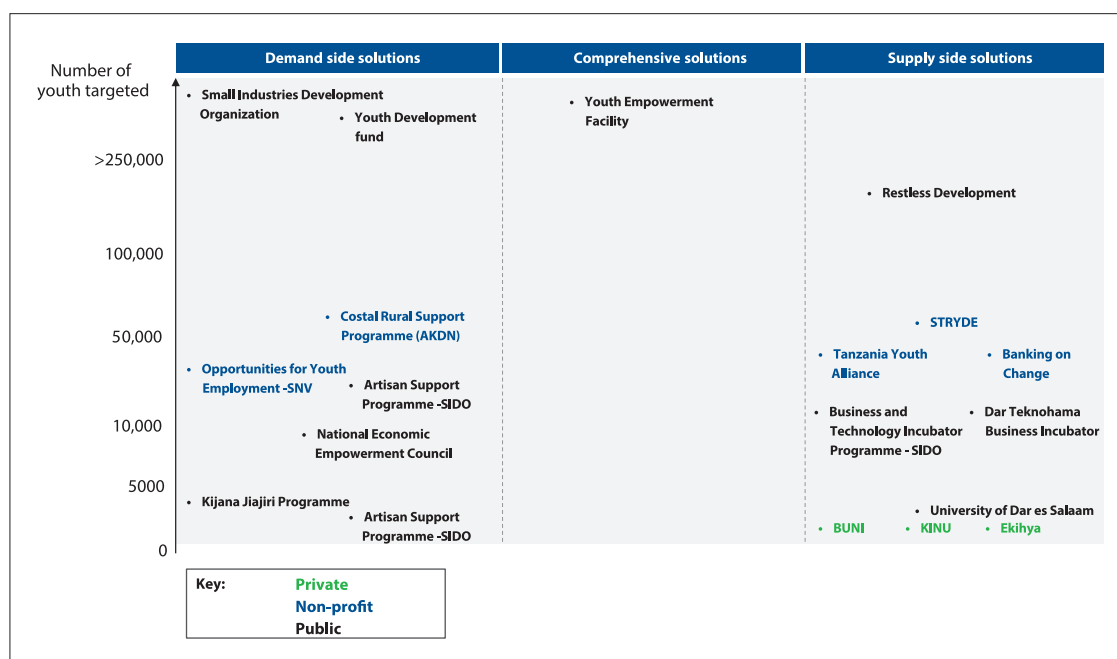 Demand side solutions
Comprehensive solutions
Supply side solutions
Number of
youth targeted
>250,000
100,000
50,000
10,000
5000
0
• Small Industries Development
Organization
• Youth Development
fund
• Costal Rural Support
Programme (AKDN)
• Opportunities for Youth
Employment -SNV
• Artisan Support
Programme -SIDO
• National Economic
Empowerment Council
• Kijana Jiajiri Programme
• Artisan Support
Programme -SIDO
• Youth Empowerment
Facility
• Restless Development
• STRYDE
• Tanzania Youth
Alliance
• Banking on
Change
• Business and
Technology Incubator
Programme - SIDO
• Dar Teknohama
Business Incubator
• University of Dar es Salaam
• BUNI
• KINU
• Ekihya
Key:
Private
Non-profit
Public